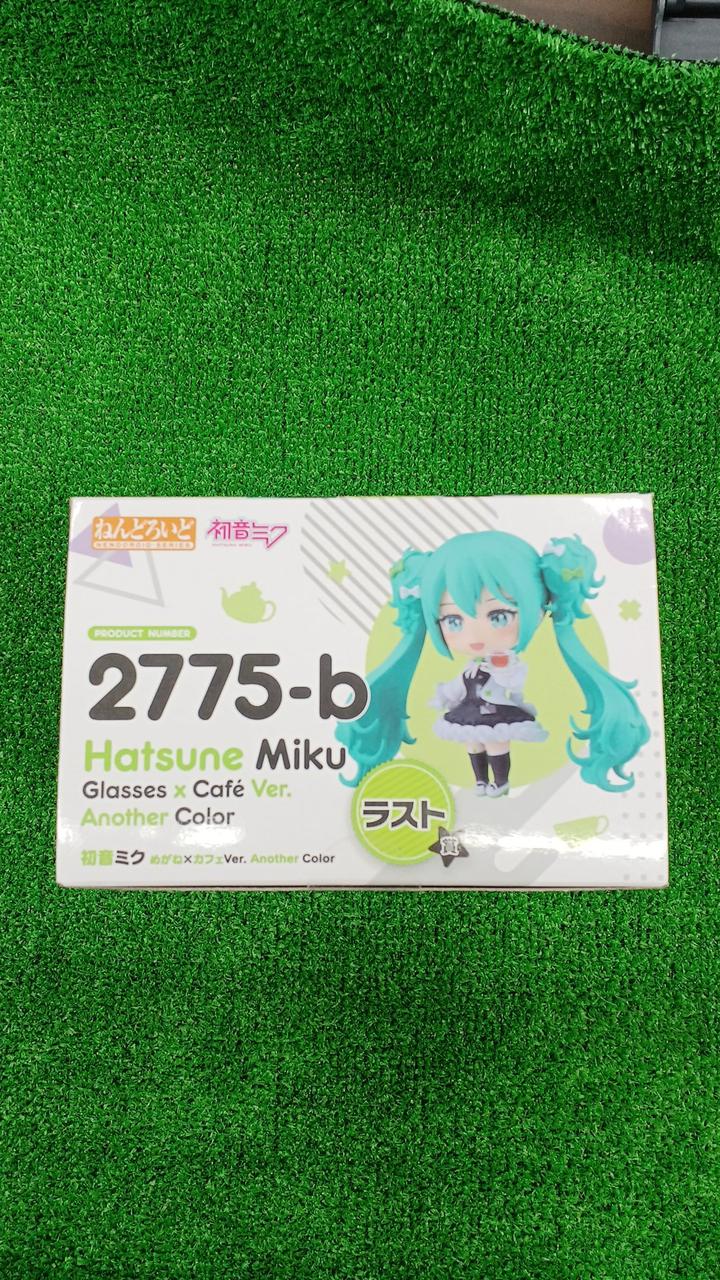 ねんどろいど
NENDOROID SERIES
初音ミク
HATSUNE MIKU
PRODUCT NUMBER
2775-b
Hatsune Miku
Glasses x Café Ver.
Another Color
ラスト
賞
初音ミク めがね×カフェVer. Another Color